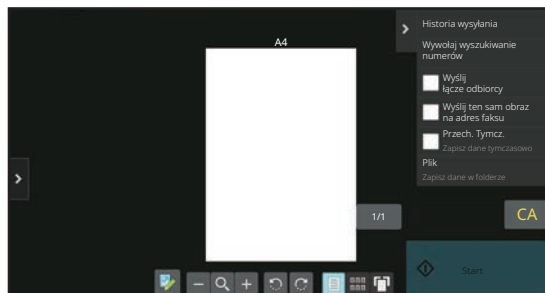 A4
Historia wysyłania
Wywołaj wyszukiwanie
numerów
Wyślij
łącze odbiorcy
Wyślij ten sam obraz
na adres faksu
Przech. Tymcz.
Zapisz dane tymczasowo
Plik
Zapisz dane w folderze
1/1
CA
Start